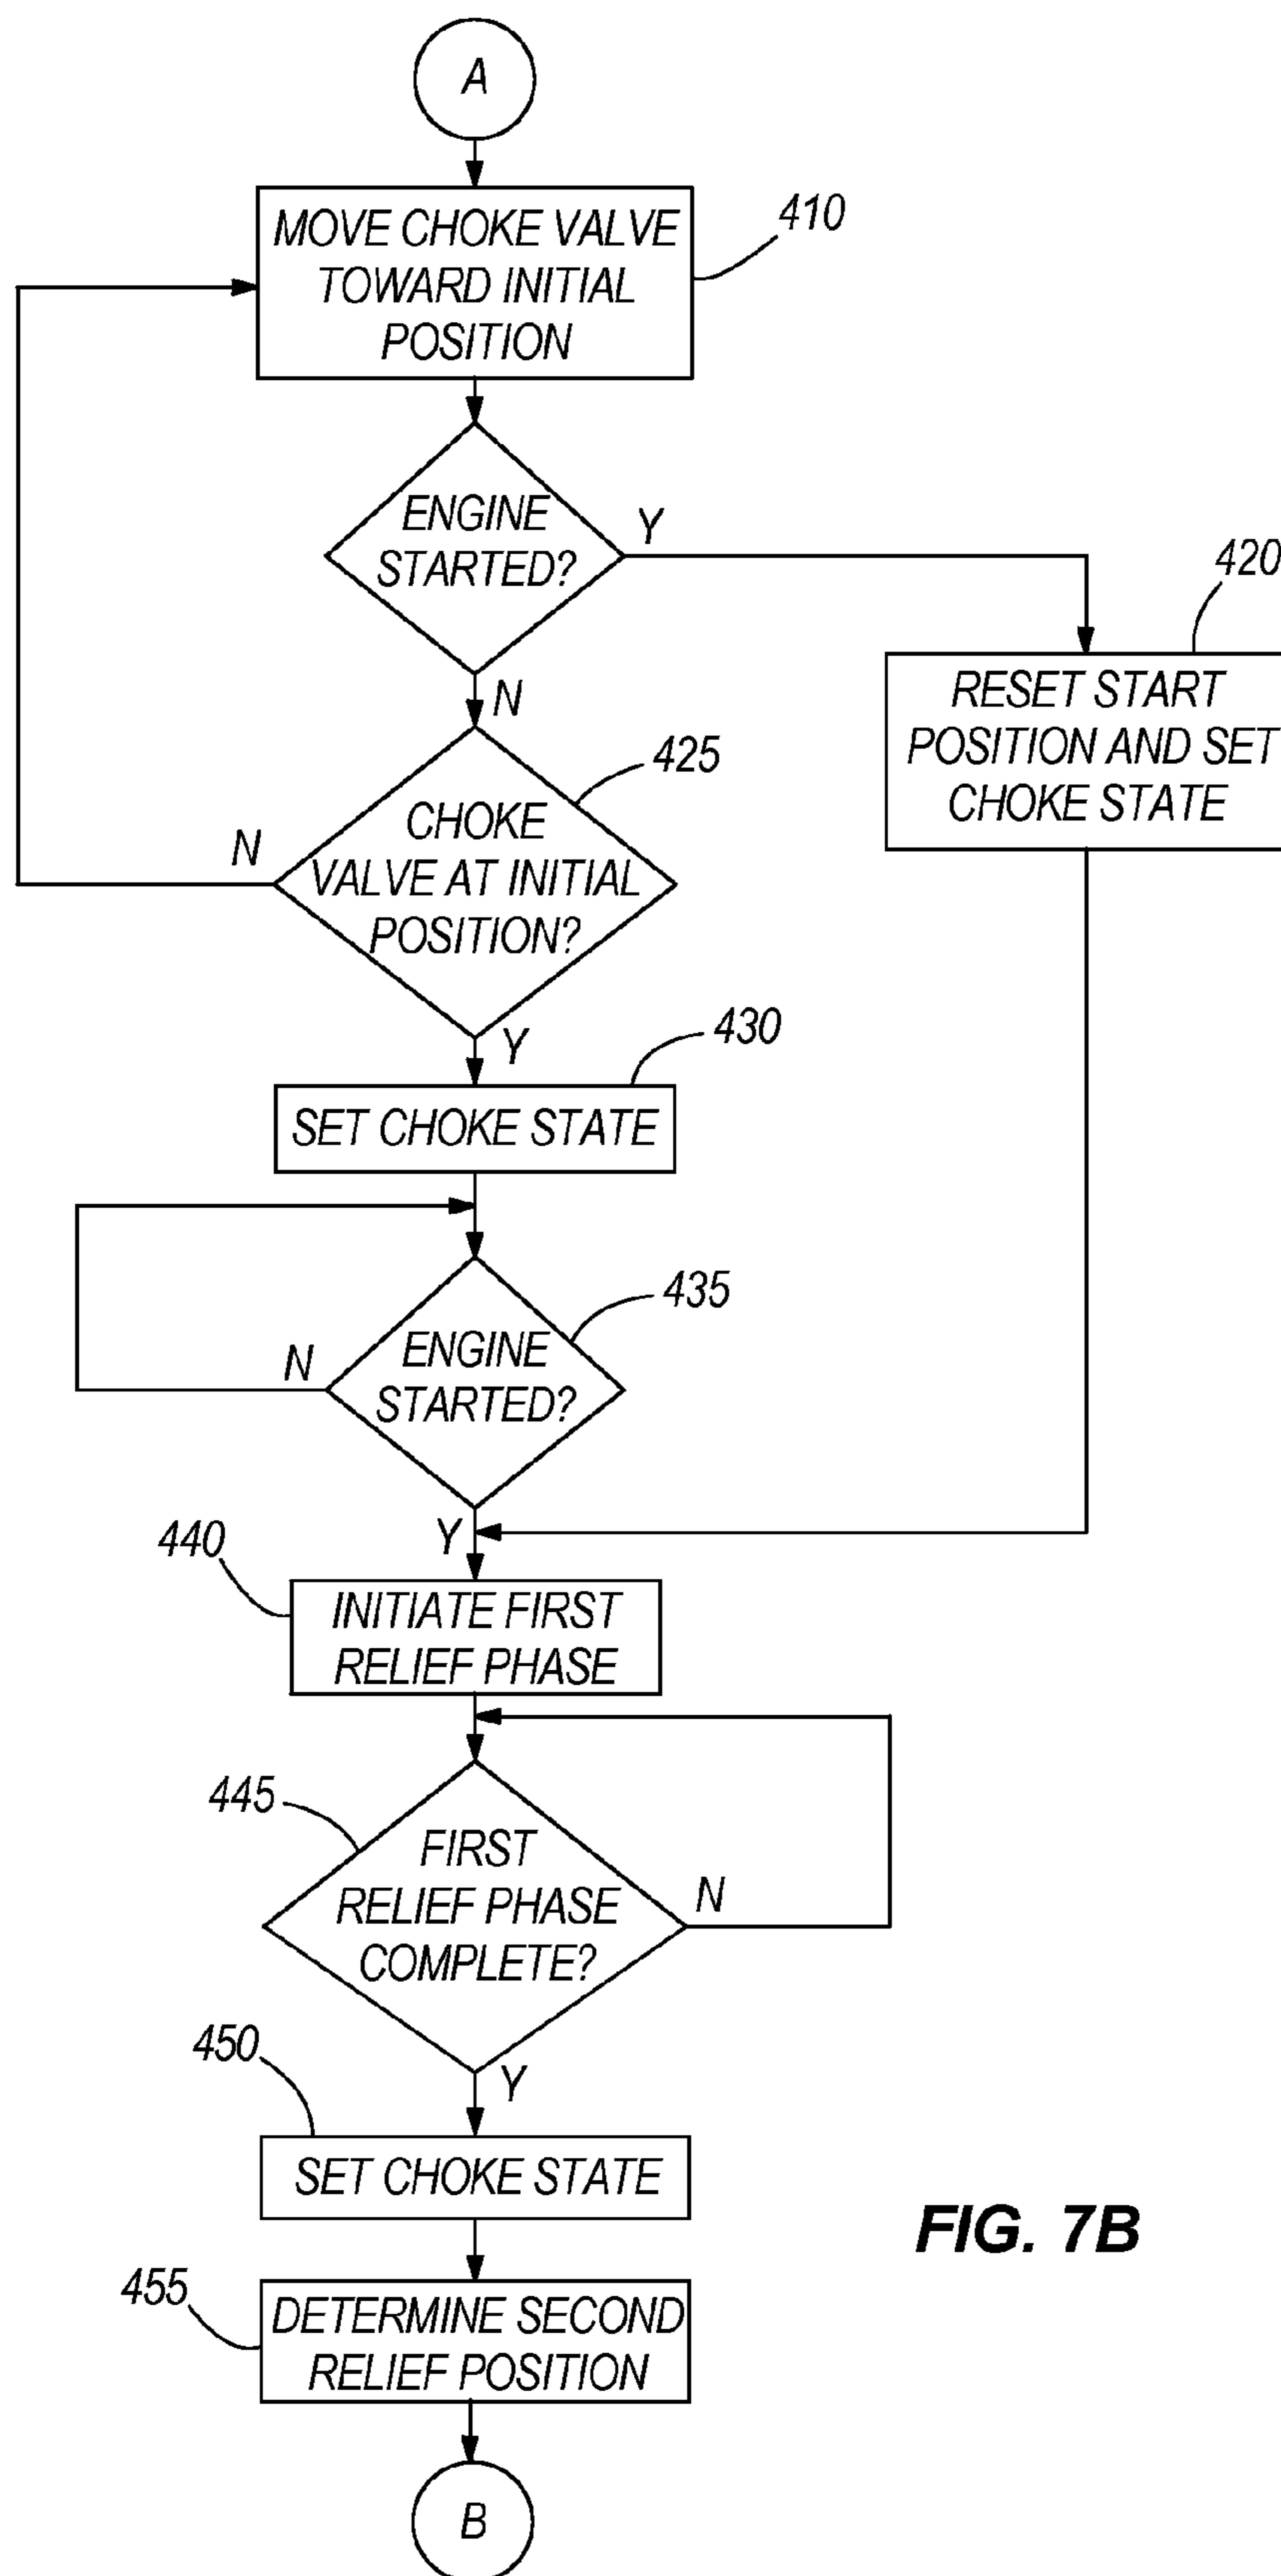 A
MOVE CHOKE VALVE
TOWARD INITIAL
POSITION
410
ENGINE
STARTED?
Y
N
420
RESET START
POSITION AND SET
CHOKE STATE
425
CHOKE
VALVE AT INITIAL
POSITION?
N
Y
430
SET CHOKE STATE
435
ENGINE
STARTED?
N
Y
440
INITIATE FIRST
RELIEF PHASE
445
FIRST
RELIEF PHASE
COMPLETE?
N
Y
450
SET CHOKE STATE
455
DETERMINE SECOND
RELIEF POSITION
B
FIG. 7B